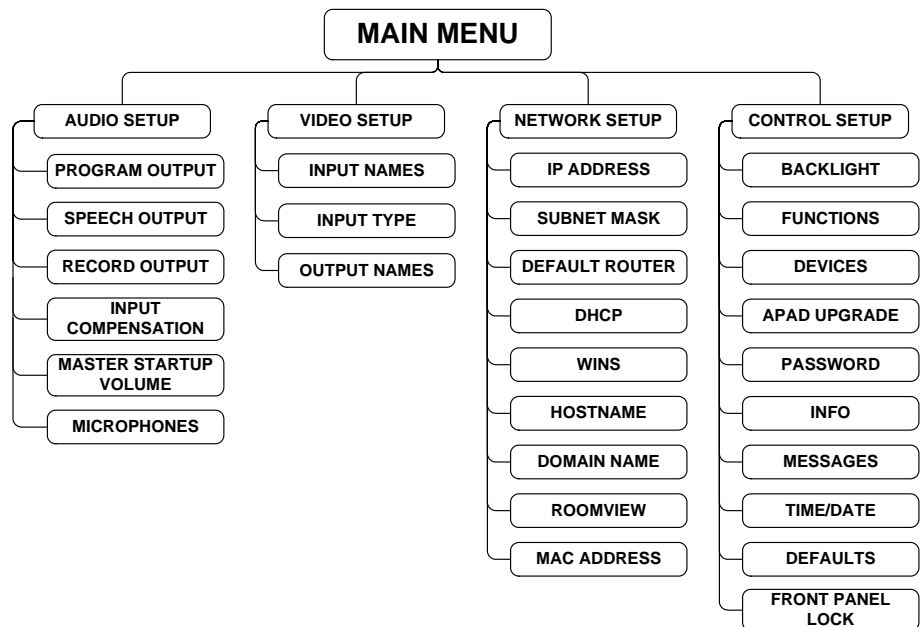 MAIN MENU
AUDIO SETUP
PROGRAM OUTPUT
SPEECH OUTPUT
RECORD OUTPUT
INPUT
COMPENSATION
MASTER STARTUP
VOLUME
MICROPHONES
VIDEO SETUP
INPUT NAMES
INPUT TYPE
OUTPUT NAMES
NETWORK SETUP
IP ADDRESS
SUBNET MASK
DEFAULT ROUTER
DHCP
WINS
HOSTNAME
DOMAIN NAME
ROOMVIEW
MAC ADDRESS
CONTROL SETUP
BACKLIGHT
FUNCTIONS
DEVICES
APAD UPGRADE
PASSWORD
INFO
MESSAGES
TIME/DATE
DEFAULTS
FRONT PANEL
LOCK